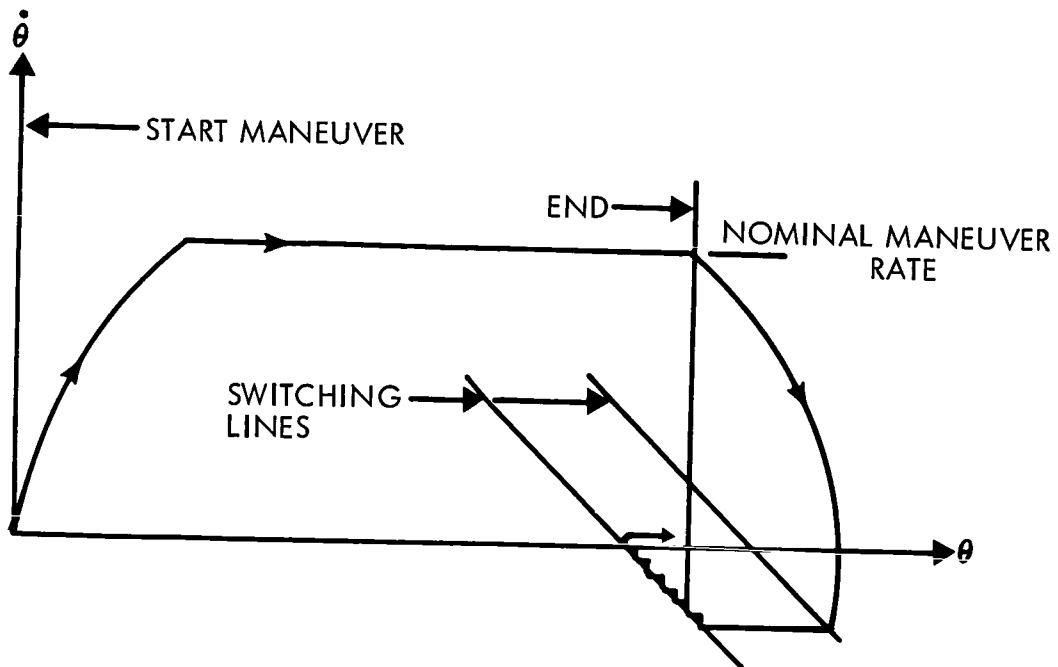 θ̇
START MANEUVER
END
NOMINAL MANEUVER
RATE
SWITCHING
LINES
θ